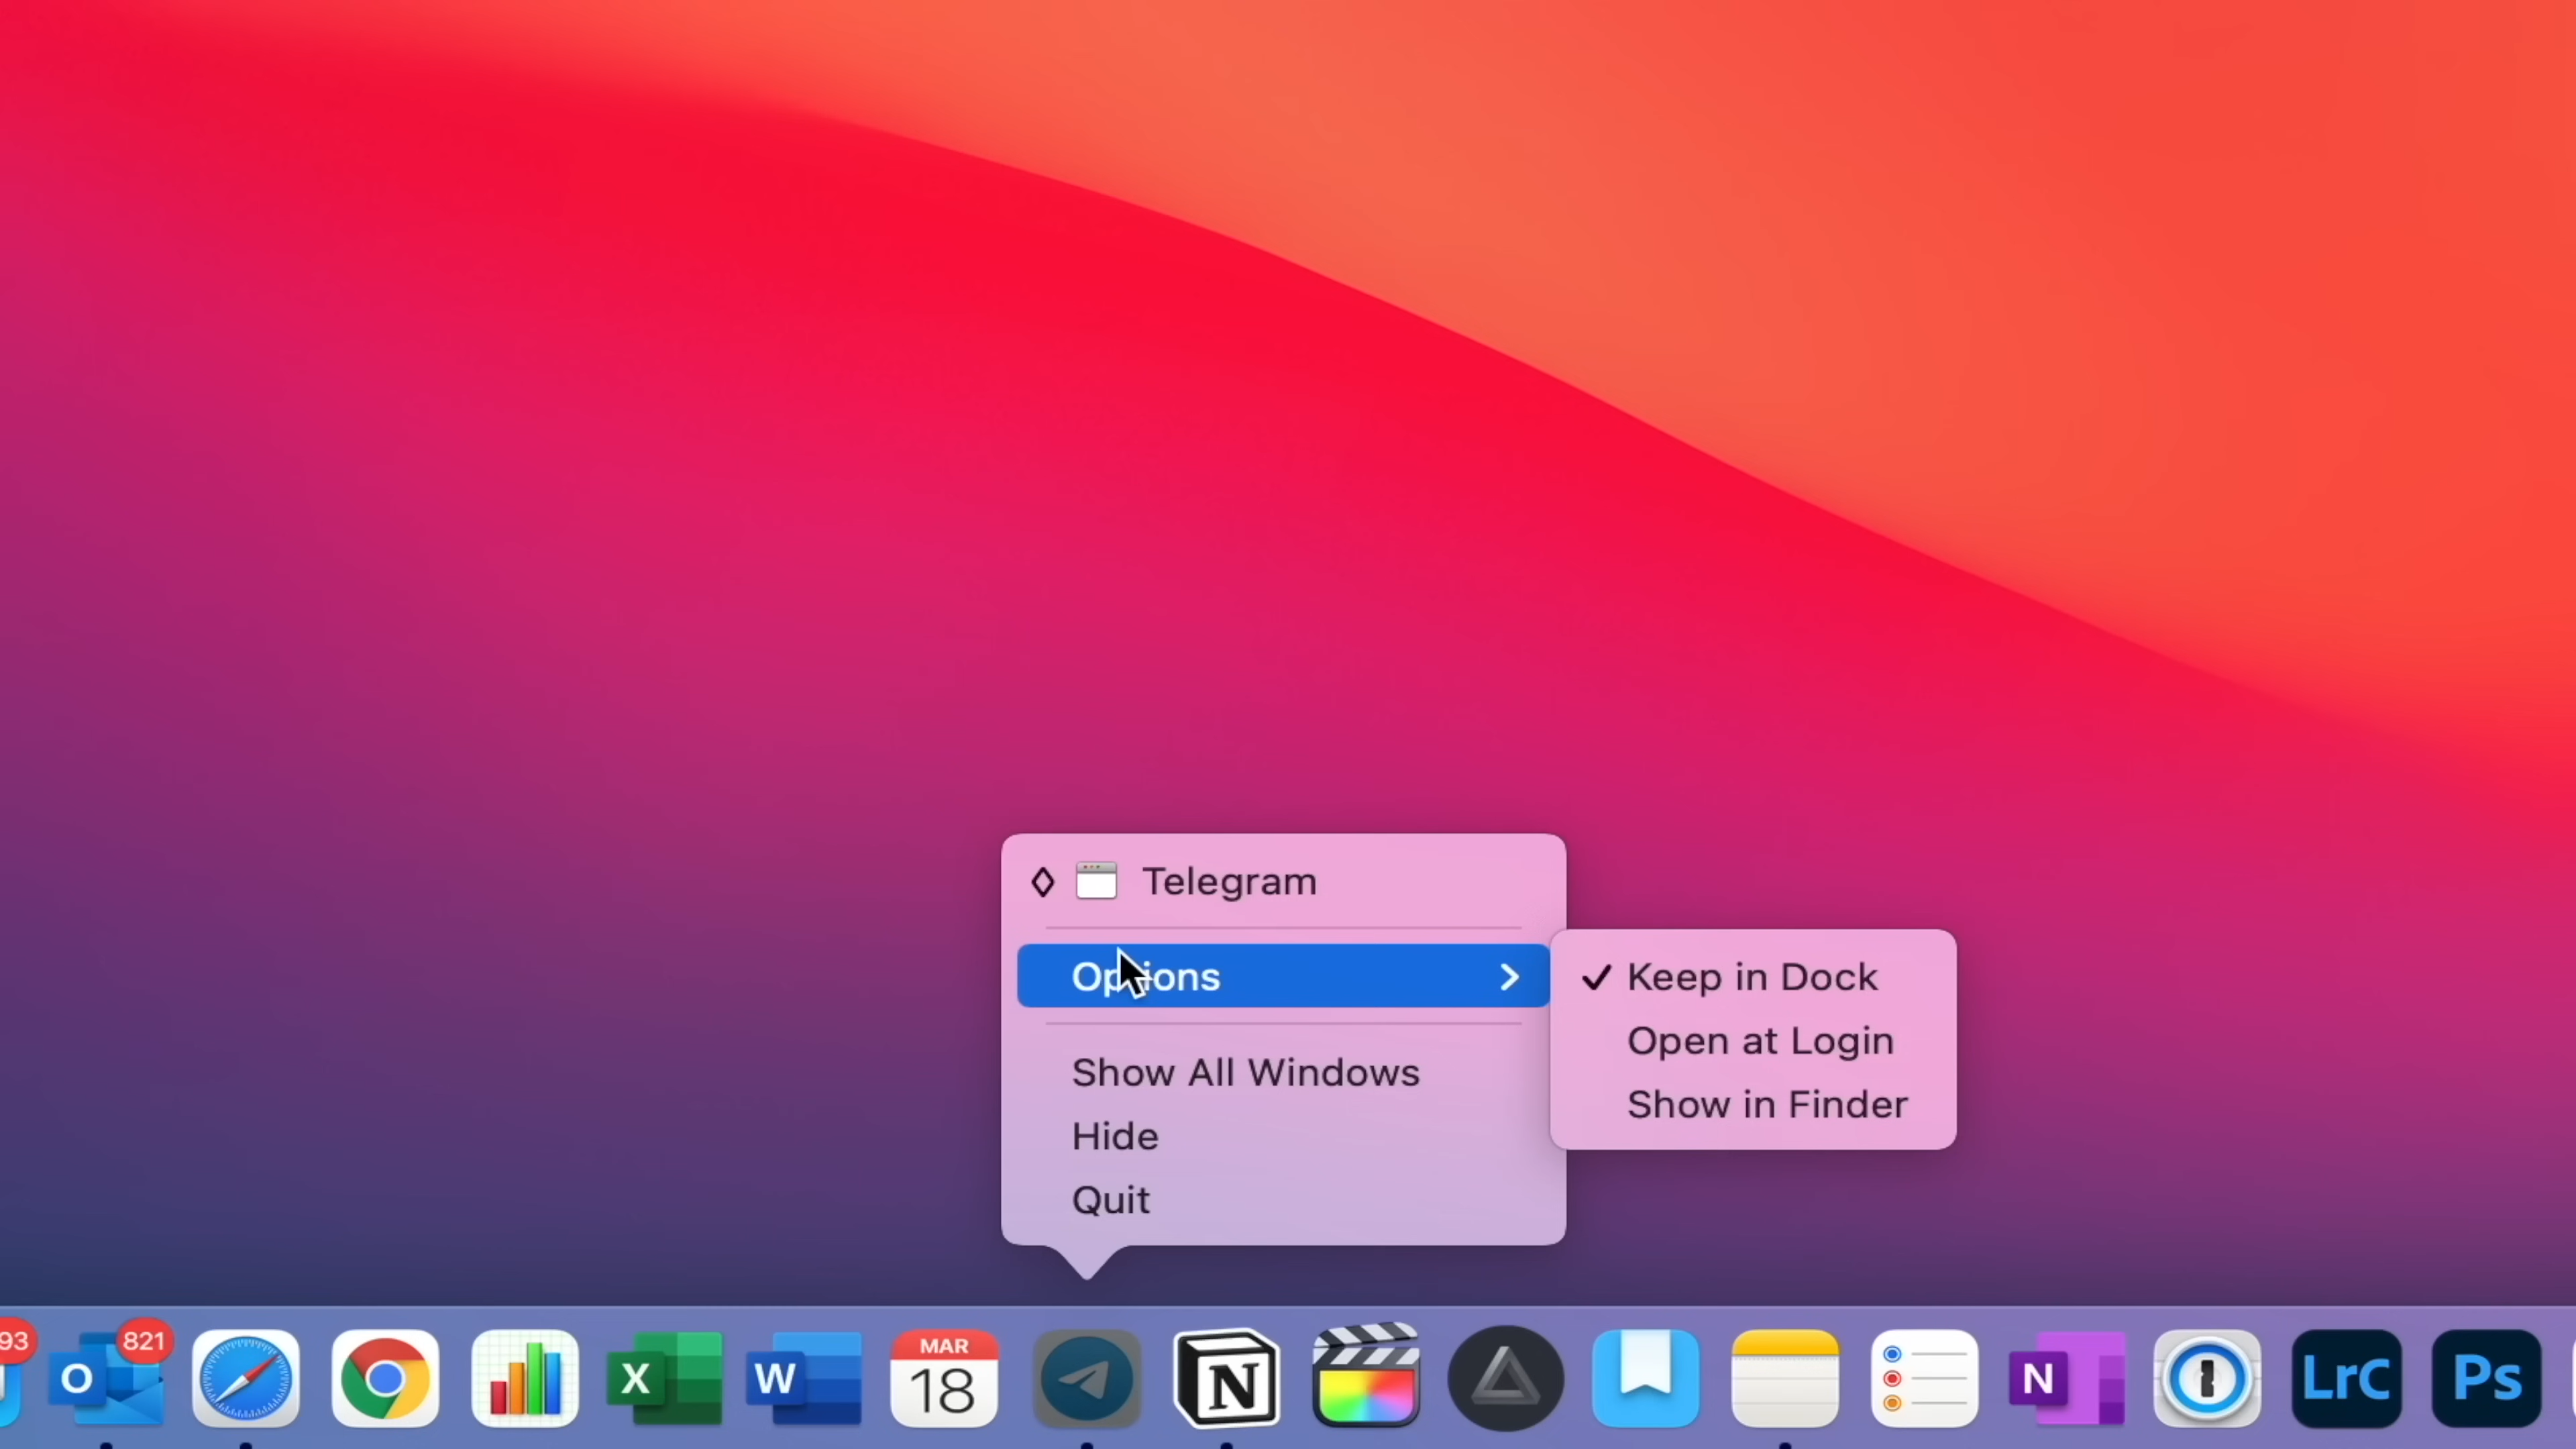 Telegram
Options
Keep in Dock
Open at Login
Show in Finder
Show All Windows
Hide
Quit
93
821
O
X
W
MAR
18
N
N
LrC
Ps